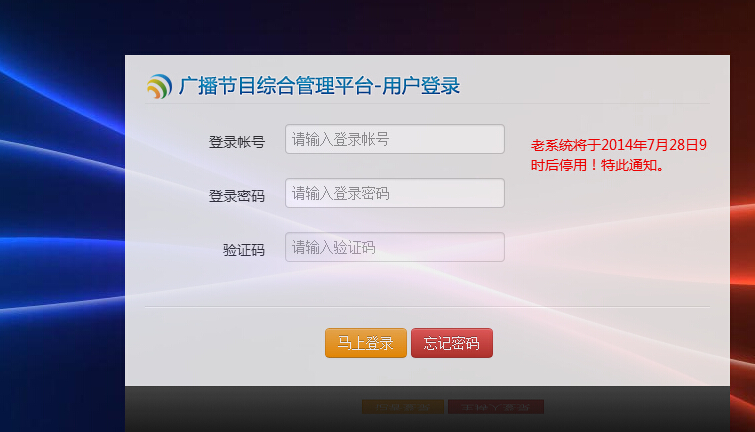 广播节目综合管理平台-用户登录
登录帐号
请输入登录帐号
老系统将于2014年7月28日9
时后停用！特此通知。
登录密码
请输入登录密码
验证码
请输入验证码
马上登录
忘记密码